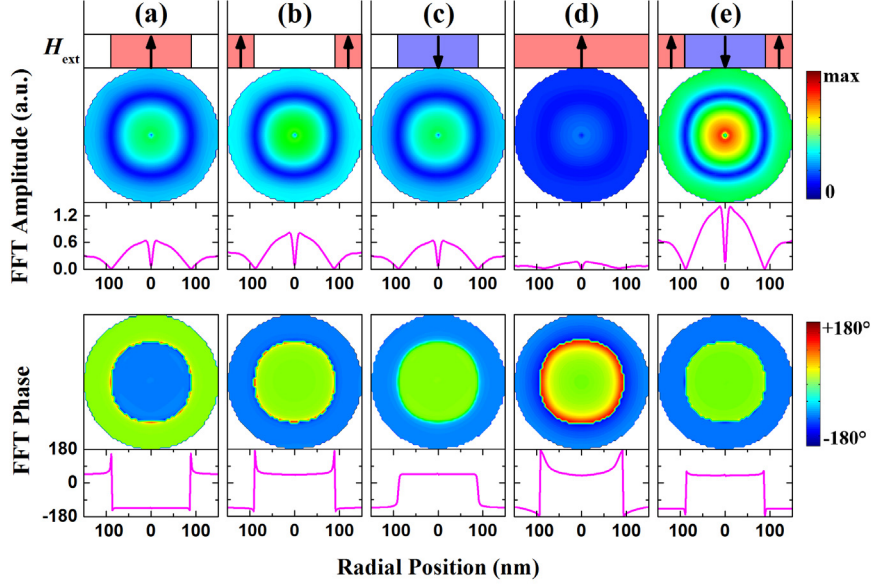 (a) (b) (c) (d) (e)
H ext
FFT Amplitude (a.u.)
max
0
1.2
0.6
0.0
100 0 100 100 0 100 100 0 100 100 0 100 100 0 100
FFT Phase
+180°
-180°
180
0
-180
100 0 100 100 0 100 100 0 100 100 0 100 100 0 100
Radial Position (nm)